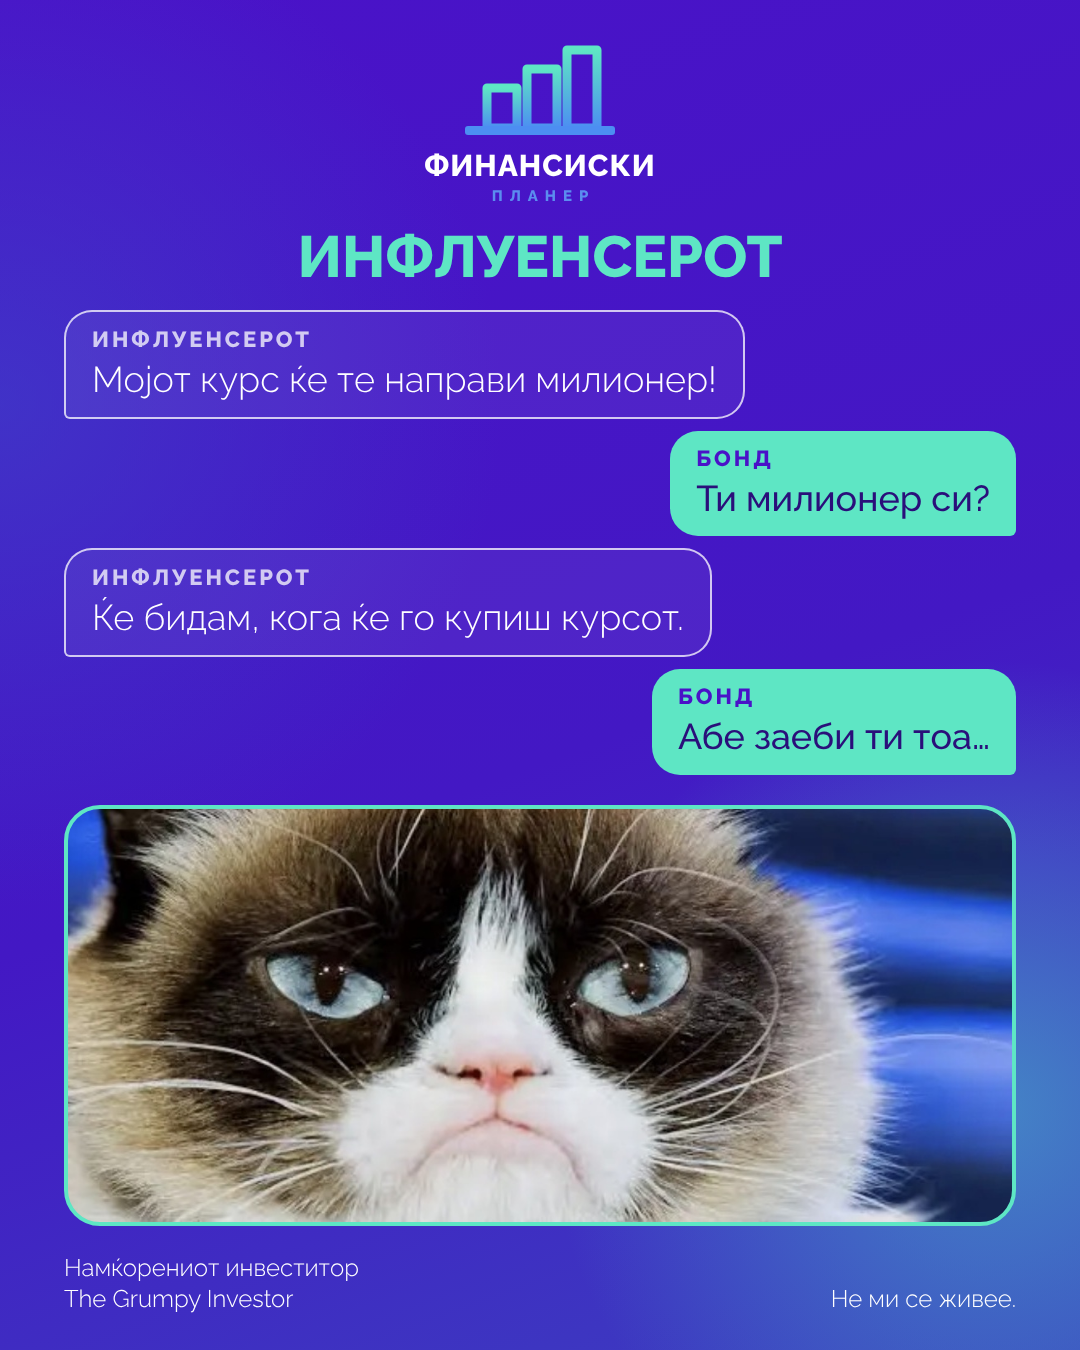 ФИНАНСИСКИ
ПЛАНЕР
ИНФЛУЕНСЕРОТ
ИНФЛУЕНСЕРОТ
Мојот курс ќе те направи милионер!
БОНД
Ти милионер си?
ИНФЛУЕНСЕРОТ
Ќе бидам, кога ќе го купиш курсот.
БОНД
Абе заеби ти тоа...
Намќорениот инвеститор
The Grumpy Investor
Не ми се живее.